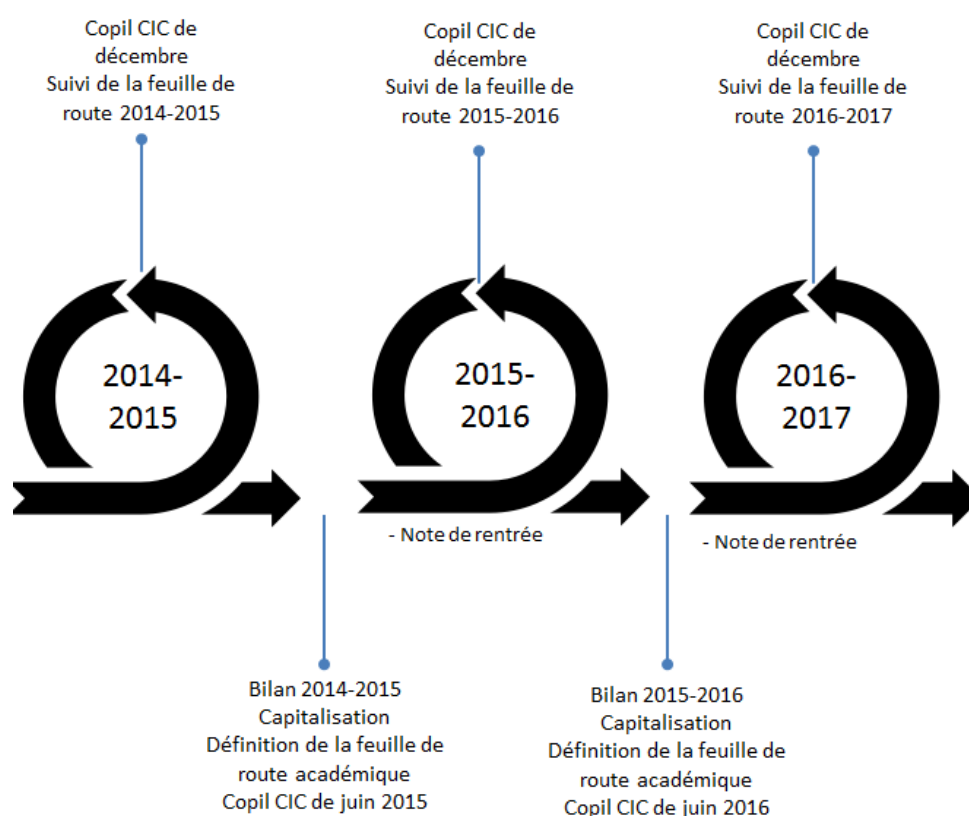 Copil CIC de
décembre
Suivi de la feuille de
route 2014-2015
Copil CIC de
décembre
Suivi de la feuille de
route 2015-2016
Copil CIC de
décembre
Suivi de la feuille de
route 2016-2017
2014-
2015
2015-
2016
2016-
2017
- Note de rentrée
- Note de rentrée
Bilan 2014-2015
Capitalisation
Définition de la feuille de
route académique
Copil CIC de juin 2015
Bilan 2015-2016
Capitalisation
Définition de la feuille de
route académique
Copil CIC de juin 2016